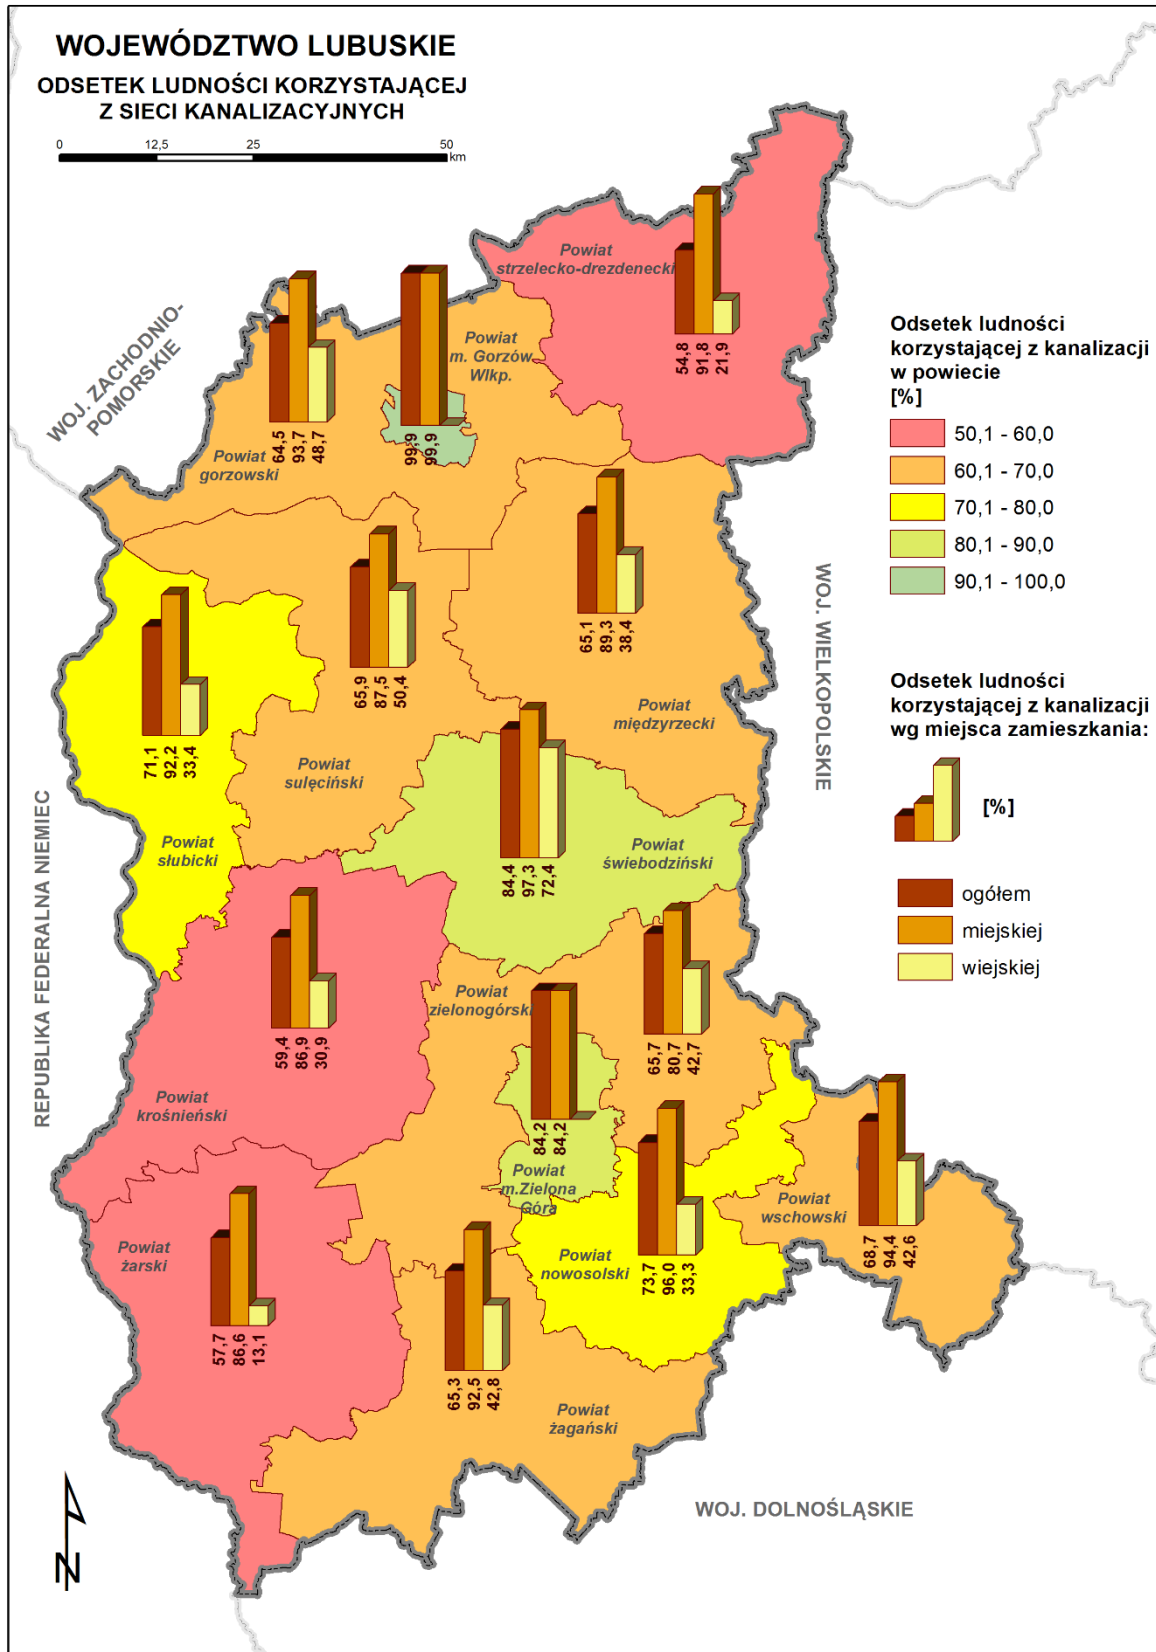 WOJEWÓDZTWO LUBUSKIE
ODSETEK LUDNOŚCI KORZYSTAJĄCEJ
Z SIECI KANALIZACYJNYCH
0 12,5 25 50
km
WOJ. ZACHODNIO-
POMORSKIE
Powiat
strzelecko-drezdenecki
54,8 91,8 21,9
Powiat
m. Gorzów
Wlkp.
99,9 99,9
64,5 93,7 48,7
Powiat
gorzowski
65,1 89,3 38,4
Powiat
międzyrzecki
65,9 87,5 50,4
Powiat
sulęciński
71,1 92,2 33,4
Powiat
słubicki
84,4 97,3 72,4
Powiat
świebodziński
59,4 86,9 30,9
Powiat
krośnieński
Powiat
zielonogórski
65,7 80,7 42,7
84,2 84,2
Powiat
m.Zielona
Góra
73,7 96,0 33,3
Powiat
nowosolski
68,7 94,4 42,6
Powiat
wschowski
57,7 86,6 13,1
Powiat
żarski
65,3 92,5 42,8
Powiat
żagański
REPUBLIKA FEDERALNA NIEMIEC
WOJ. WIELKOPOLSKIE
WOJ. DOLNOŚLĄSKIE
N
Odsetek ludności
korzystającej z kanalizacji
w powiecie
[%]
50,1 - 60,0
60,1 - 70,0
70,1 - 80,0
80,1 - 90,0
90,1 - 100,0
Odsetek ludności
korzystającej z kanalizacji
wg miejsca zamieszkania:
[%]
ogółem
miejskiej
wiejskiej